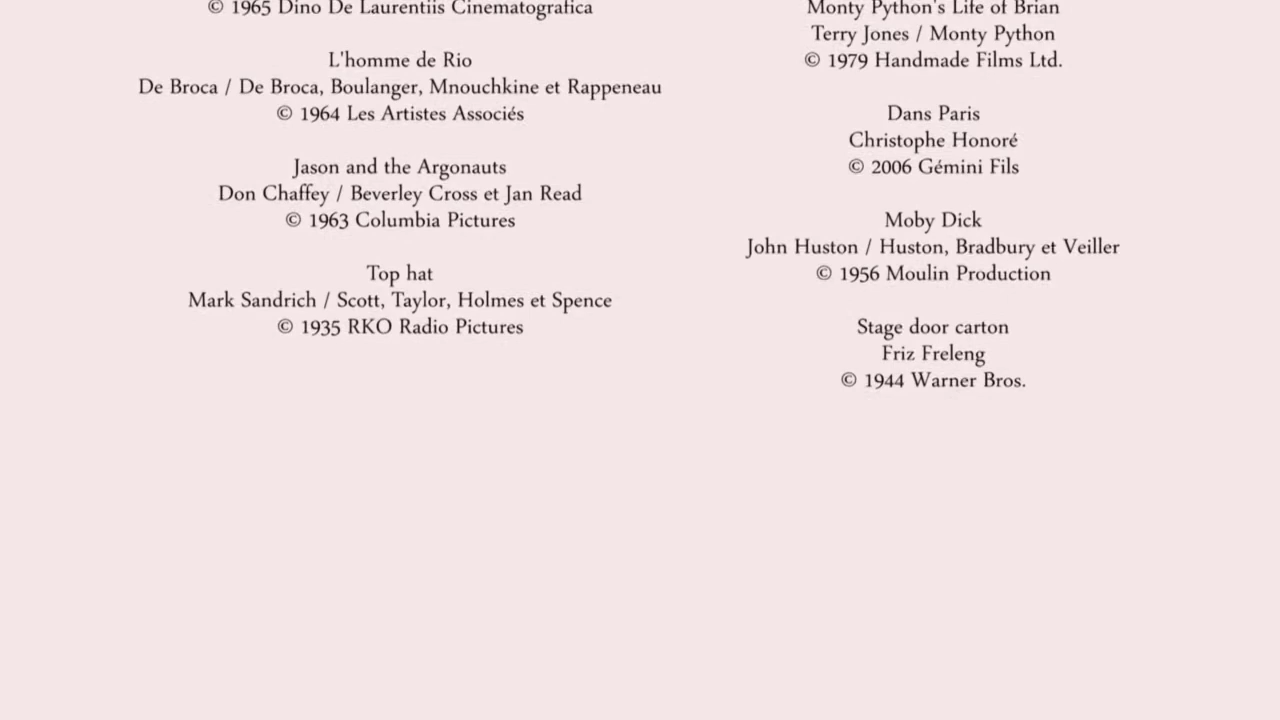 © 1965 Dino De Laurentiis Cinematografica

L'homme de Rio
De Broca / De Broca, Boulanger, Mnouchkine et Rappeneau
© 1964 Les Artistes Associés

Jason and the Argonauts
Don Chaffey / Beverley Cross et Jan Read
© 1963 Columbia Pictures

Top hat
Mark Sandrich / Scott, Taylor, Holmes et Spence
© 1935 RKO Radio Pictures

Monty Python's Life of Brian
Terry Jones / Monty Python
© 1979 Handmade Films Ltd.

Dans Paris
Christophe Honoré
© 2006 Gémini Fils

Moby Dick
John Huston / Huston, Bradbury et Veiller
© 1956 Moulin Production

Stage door carton
Friz Freleng
© 1944 Warner Bros.